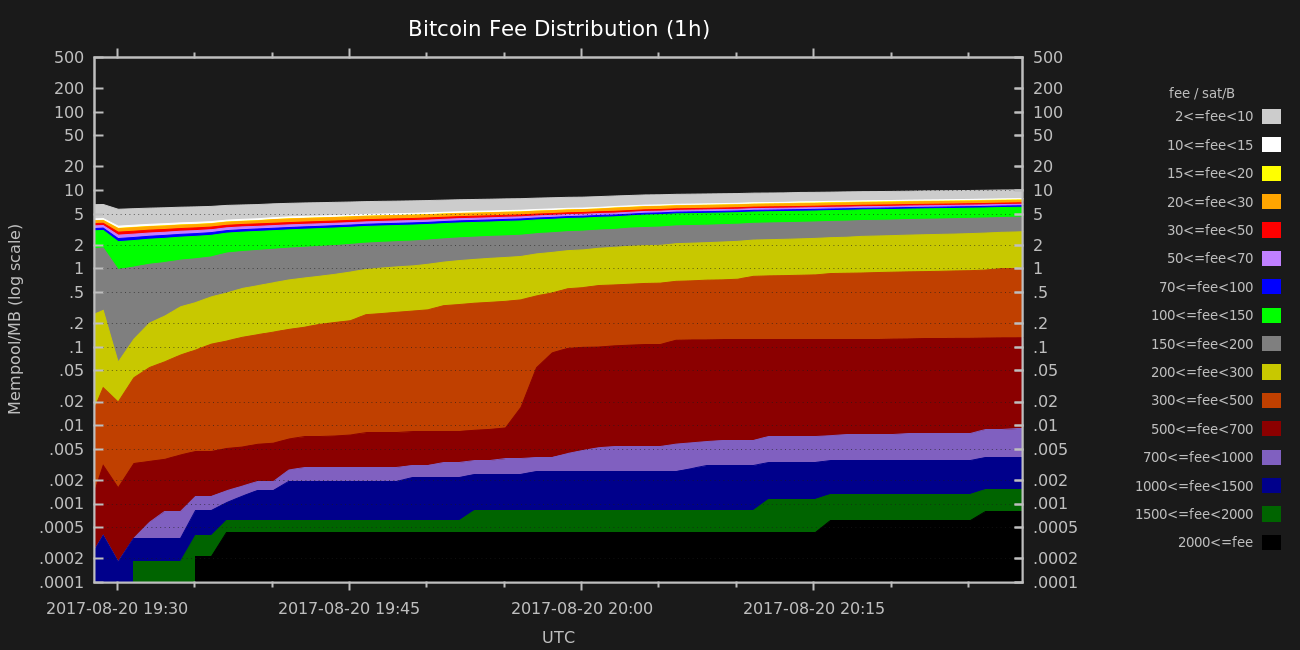 Bitcoin Fee Distribution (1h)
500
200
100
50
20
10
5
2
1
.5
.2
.1
.05
.02
.01
.005
.002
.001
.0005
.0002
.0001
Mempool/MB (log scale)
500
200
100
50
20
10
5
2
1
.5
.2
.1
.05
.02
.01
.005
.002
.001
.0005
.0002
.0001
2017-08-20 19:30
2017-08-20 19:45
2017-08-20 20:00
2017-08-20 20:15
UTC
fee / sat/B
2<=fee<10
10<=fee<15
15<=fee<20
20<=fee<30
30<=fee<50
50<=fee<70
70<=fee<100
100<=fee<150
150<=fee<200
200<=fee<300
300<=fee<500
500<=fee<700
700<=fee<1000
1000<=fee<1500
1500<=fee<2000
2000<=fee